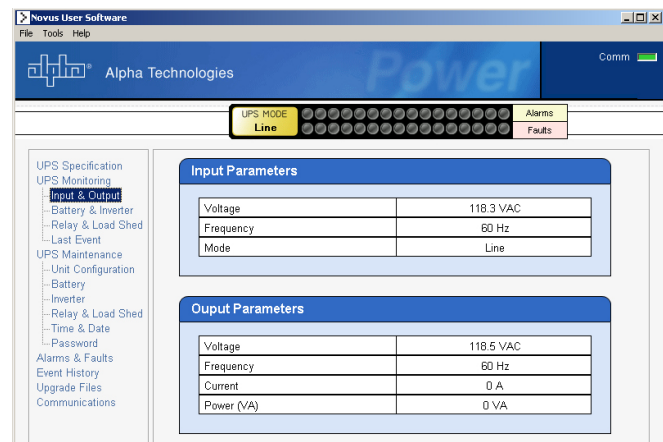 Novus User Software
File Tools Help
alpha® Alpha Technologies
Power
Comm
UPS MODE
Line
Alarms
Faults
UPS Specification
UPS Monitoring
Input & Output
Battery & Inverter
Relay & Load Shed
Last Event
UPS Maintenance
Unit Configuration
Battery
Inverter
Relay & Load Shed
Time & Date
Password
Alarms & Faults
Event History
Upgrade Files
Communications
Input Parameters
Voltage 118.3 VAC
Frequency 60 Hz
Mode Line
Ouput Parameters
Voltage 118.5 VAC
Frequency 60 Hz
Current 0 A
Power (VA) 0 VA